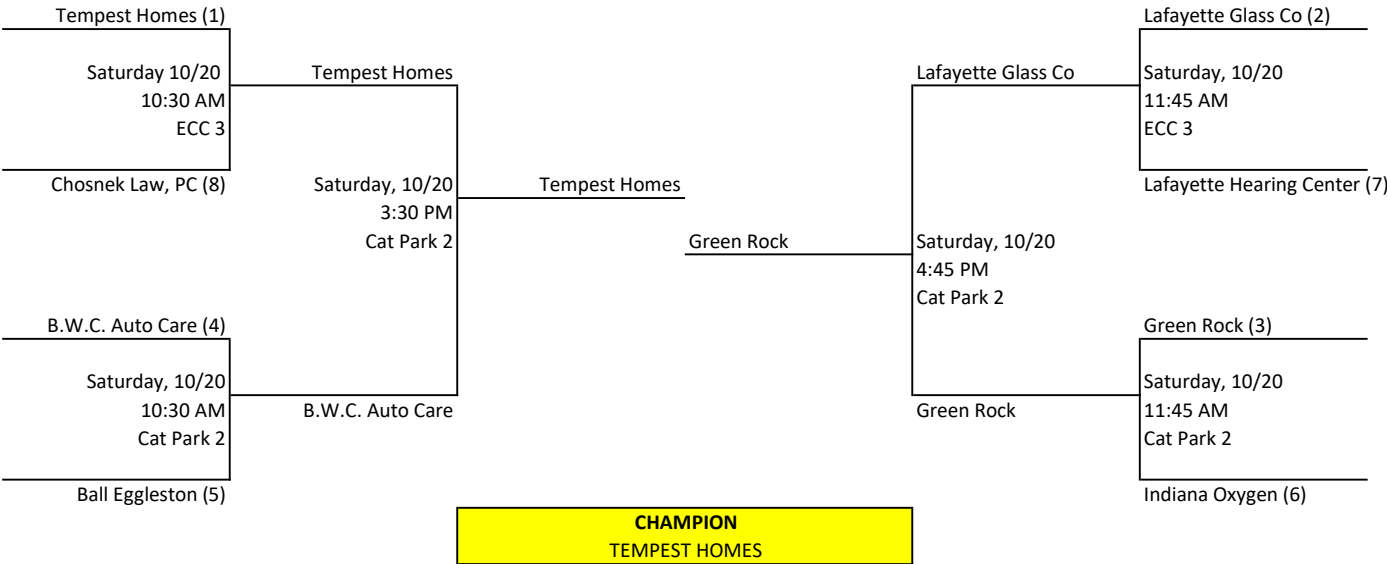 Tempest Homes (1)
Saturday 10/20
10:30 AM
ECC 3
Chosnek Law, PC (8)
B.W.C. Auto Care (4)
Saturday, 10/20
10:30 AM
Cat Park 2
Ball Eggleston (5)
Tempest Homes
Saturday, 10/20
3:30 PM
Cat Park 2
B.W.C. Auto Care
Tempest Homes
Green Rock
Lafayette Glass Co
Saturday, 10/20
4:45 PM
Cat Park 2
Green Rock
Lafayette Glass Co (2)
Saturday, 10/20
11:45 AM
ECC 3
Lafayette Hearing Center (7)
Green Rock (3)
Saturday, 10/20
11:45 AM
Cat Park 2
Indiana Oxygen (6)
CHAMPION
TEMPEST HOMES